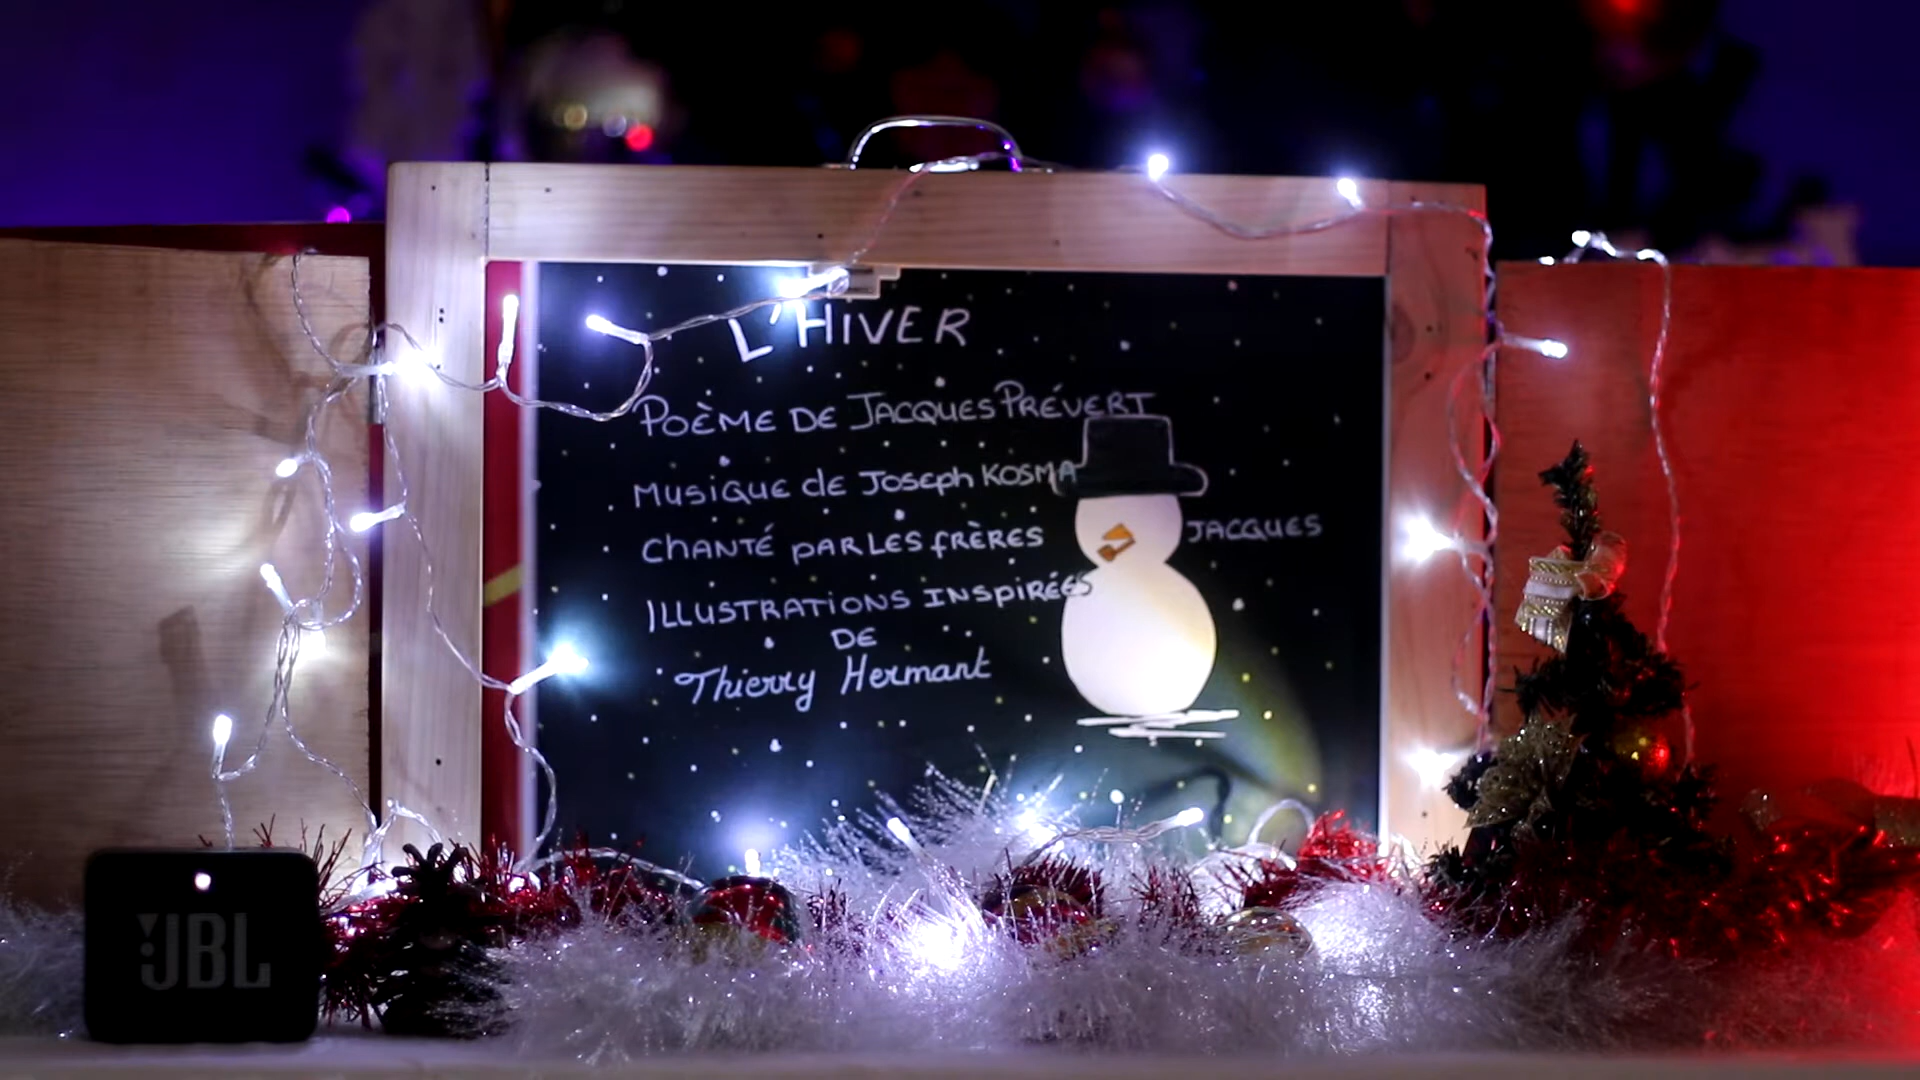 L'HIVER
POÈME DE JACQUES PRÉVERT
MUSIQUE de JOSEPH KOSMA
CHANTÉ PAR LES FRÈRES JACQUES
ILLUSTRATIONS INSPIRÉES
DE
Thierry Hermant
JBL